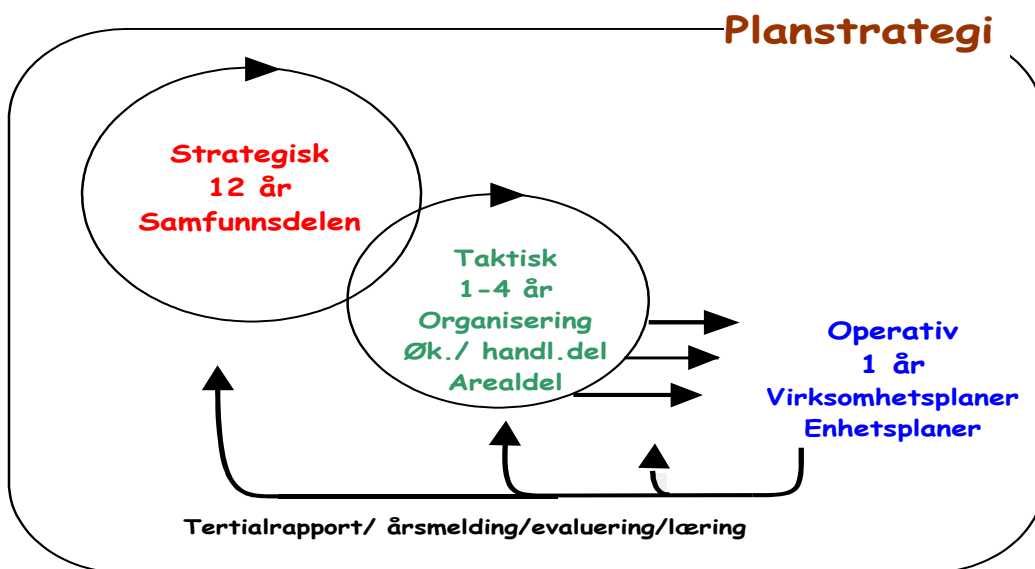 Planstrategi
Strategisk
12 år
Samfunnsdelen
Taktisk
1-4 år
Organisering
Øk./ handl.del
Arealdel
Operativ
1 år
Virksomhetsplaner
Enhetsplaner
Tertialrapport/ årsmelding/evaluering/læring